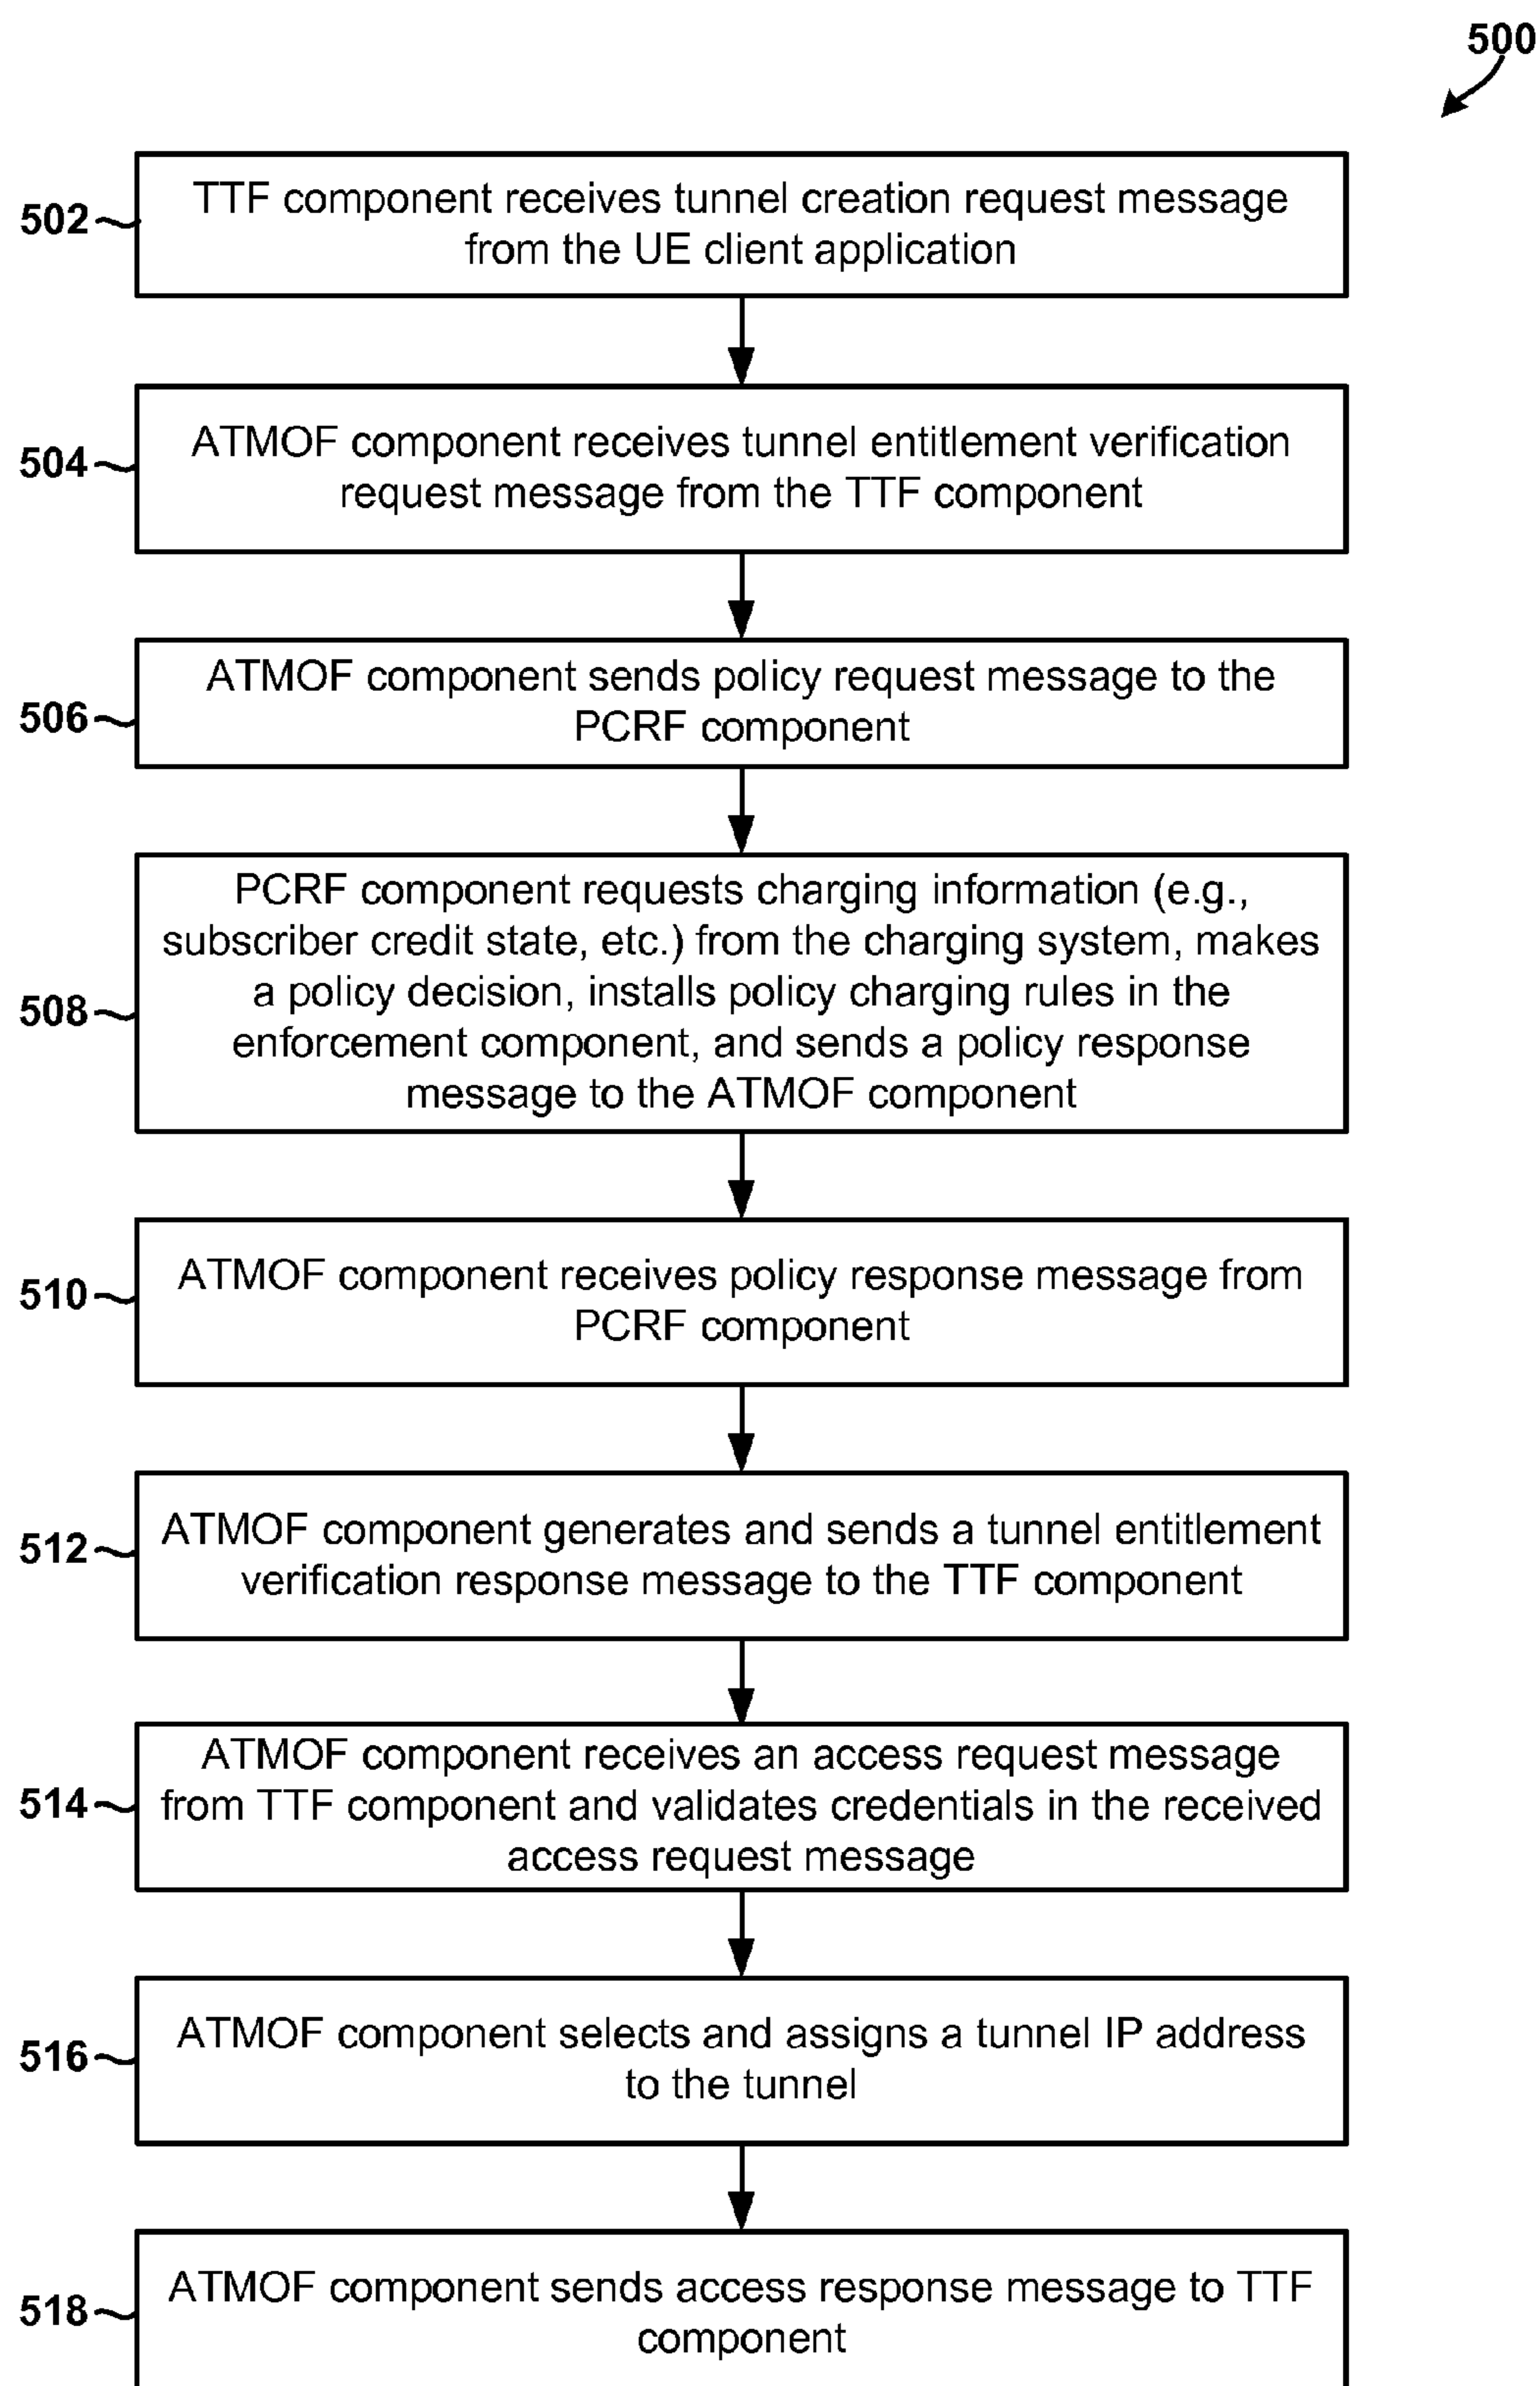 500
502
TTF component receives tunnel creation request message
from the UE client application
504
ATMOF component receives tunnel entitlement verification
request message from the TTF component
506
ATMOF component sends policy request message to the
PCRF component
508
PCRF component requests charging information (e.g.,
subscriber credit state, etc.) from the charging system, makes
a policy decision, installs policy charging rules in the
enforcement component, and sends a policy response
message to the ATMOF component
510
ATMOF component receives policy response message from
PCRF component
512
ATMOF component generates and sends a tunnel entitlement
verification response message to the TTF component
514
ATMOF component receives an access request message
from TTF component and validates credentials in the received
access request message
516
ATMOF component selects and assigns a tunnel IP address
to the tunnel
518
ATMOF component sends access response message to TTF
component